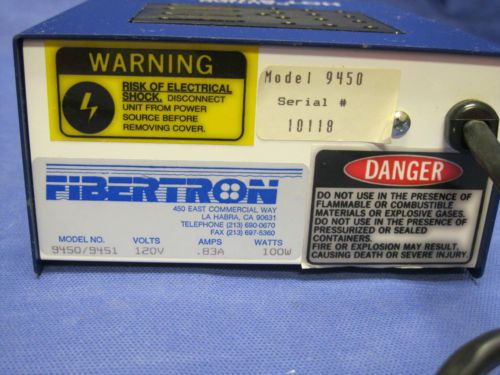 WARNING
RISK OF ELECTRICAL
SHOCK. DISCONNECT
UNIT FROM POWER
SOURCE BEFORE
REMOVING COVER.
Model 9450
Serial #
10118
DANGER
DO NOT USE IN THE PRESENCE OF
FLAMMABLE OR COMBUSTIBLE
MATERIALS OR EXPLOSIVE GASES.
DO NOT USE IN THE PRESENCE OF
PRESSURIZED OR SEALED
CONTAINERS.
FIRE OR EXPLOSION MAY RESULT,
CAUSING DEATH OR SEVERE INJURY.
FIBERTRON
450 EAST COMMERCIAL WAY
LA HABRA, CA 90631
TELEPHONE (213) 690-0670
FAX (213) 697-5360
MODEL NO. VOLTS AMPS WATTS
9450/9451 120V .83A 100W